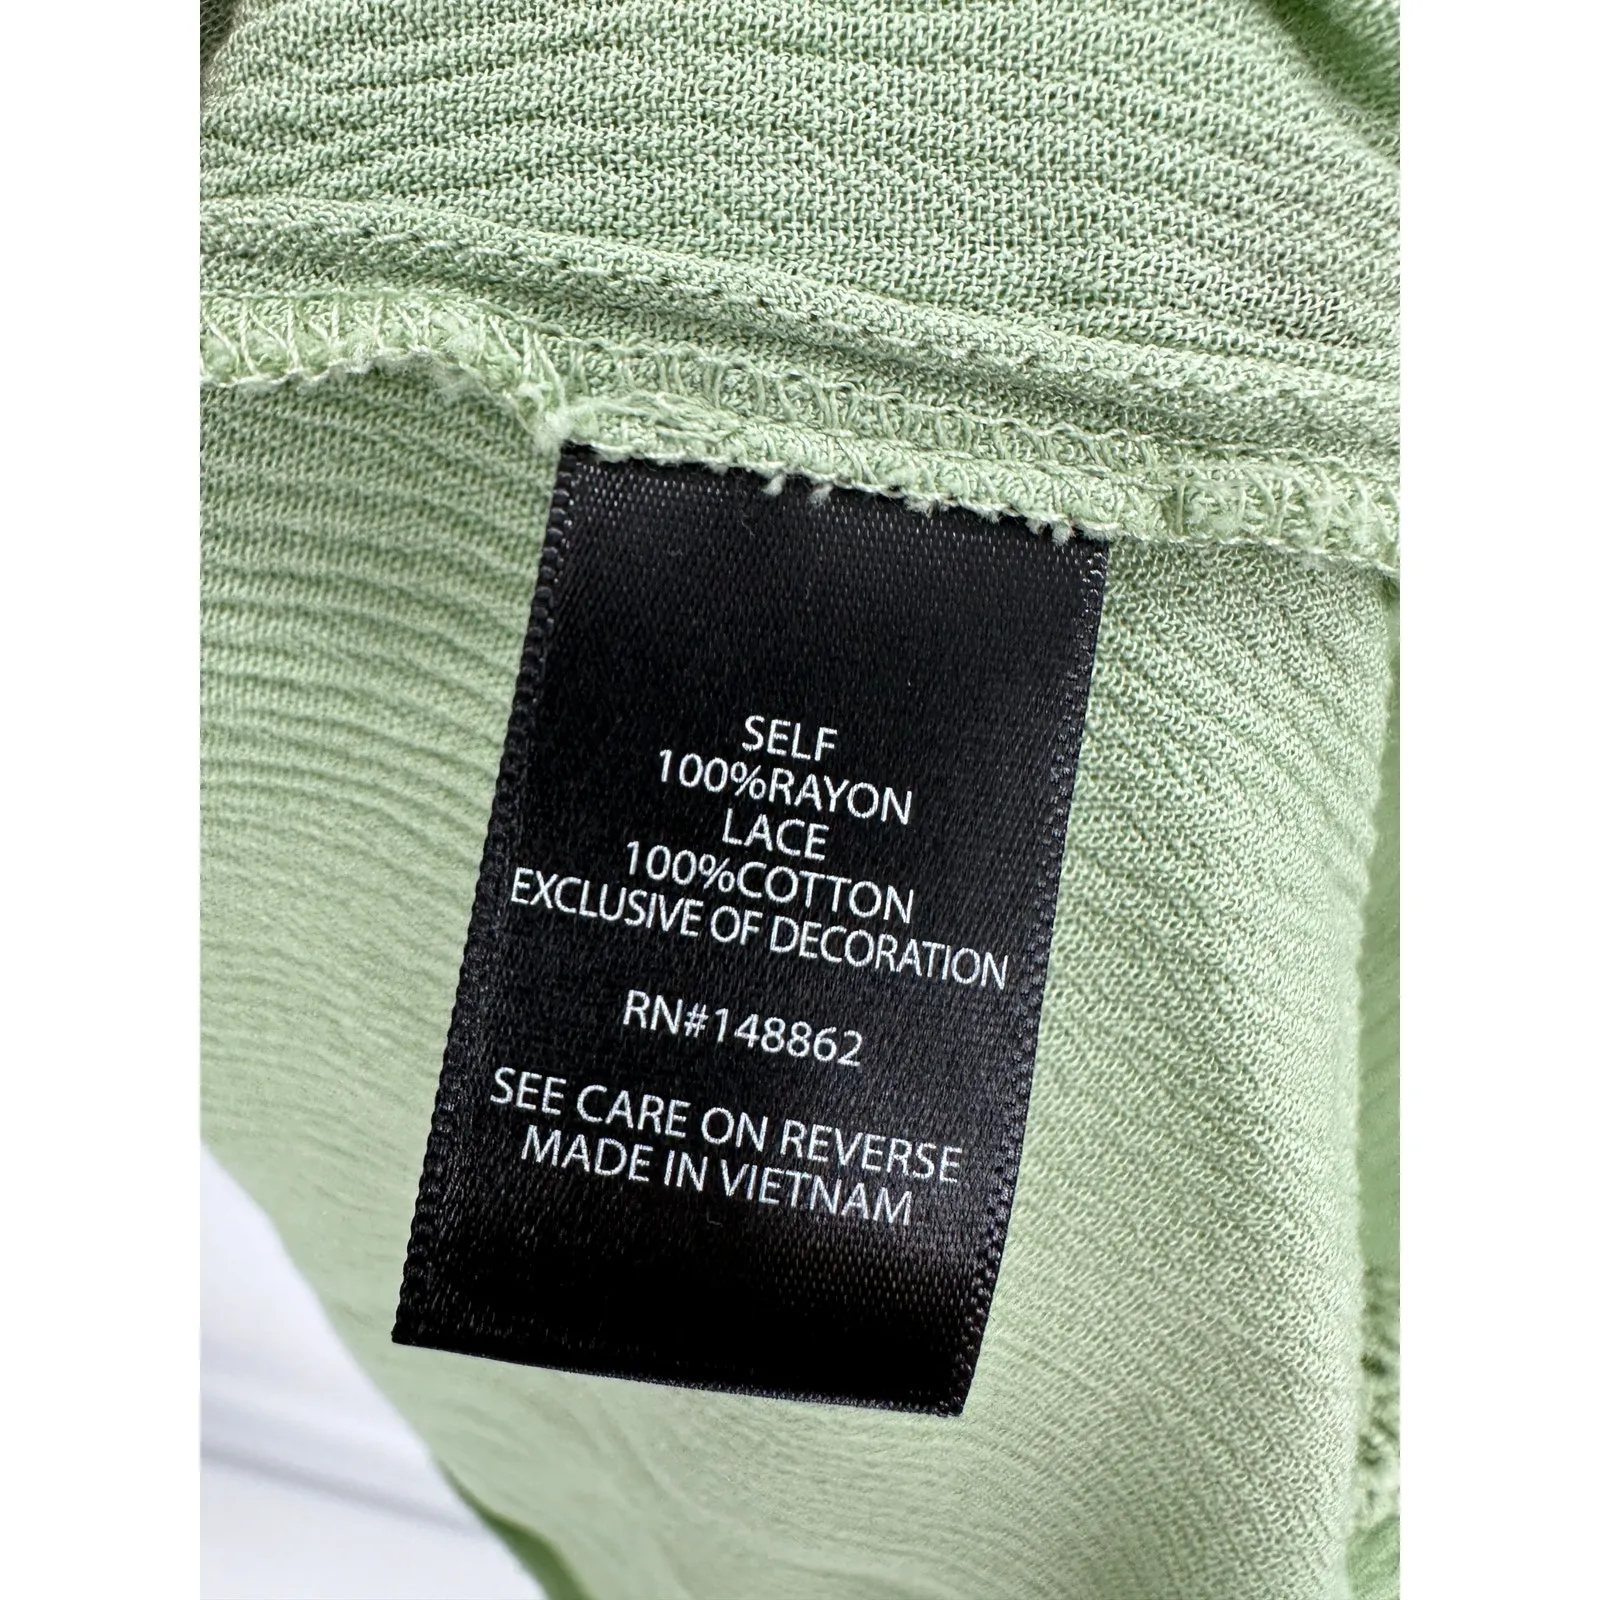 SELF
100%RAYON
LACE
100%COTTON
EXCLUSIVE OF DECORATION
RN#148862
SEE CARE ON REVERSE
MADE IN VIETNAM